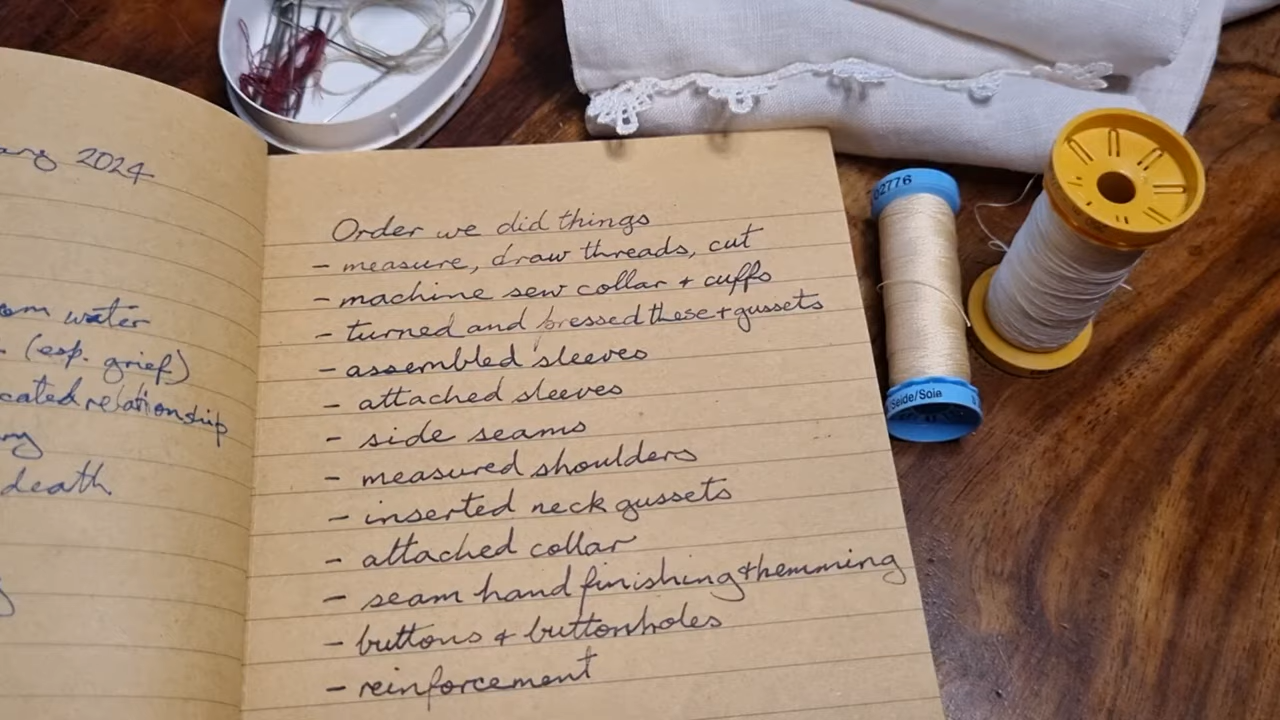 2024
water
(esp. grief)
relationship
death
Order we did things
- measure, draw threads, cut
- machine sew collar + cuffs
- turned and pressed these + gussets
- assembled sleeves
- attached sleeves
- side seams
- measured shoulders
- inserted neck gussets
- attached collar
- seam hand finishing + hemming
- buttons + buttonholes
- reinforcement
02776
Seide/Soie